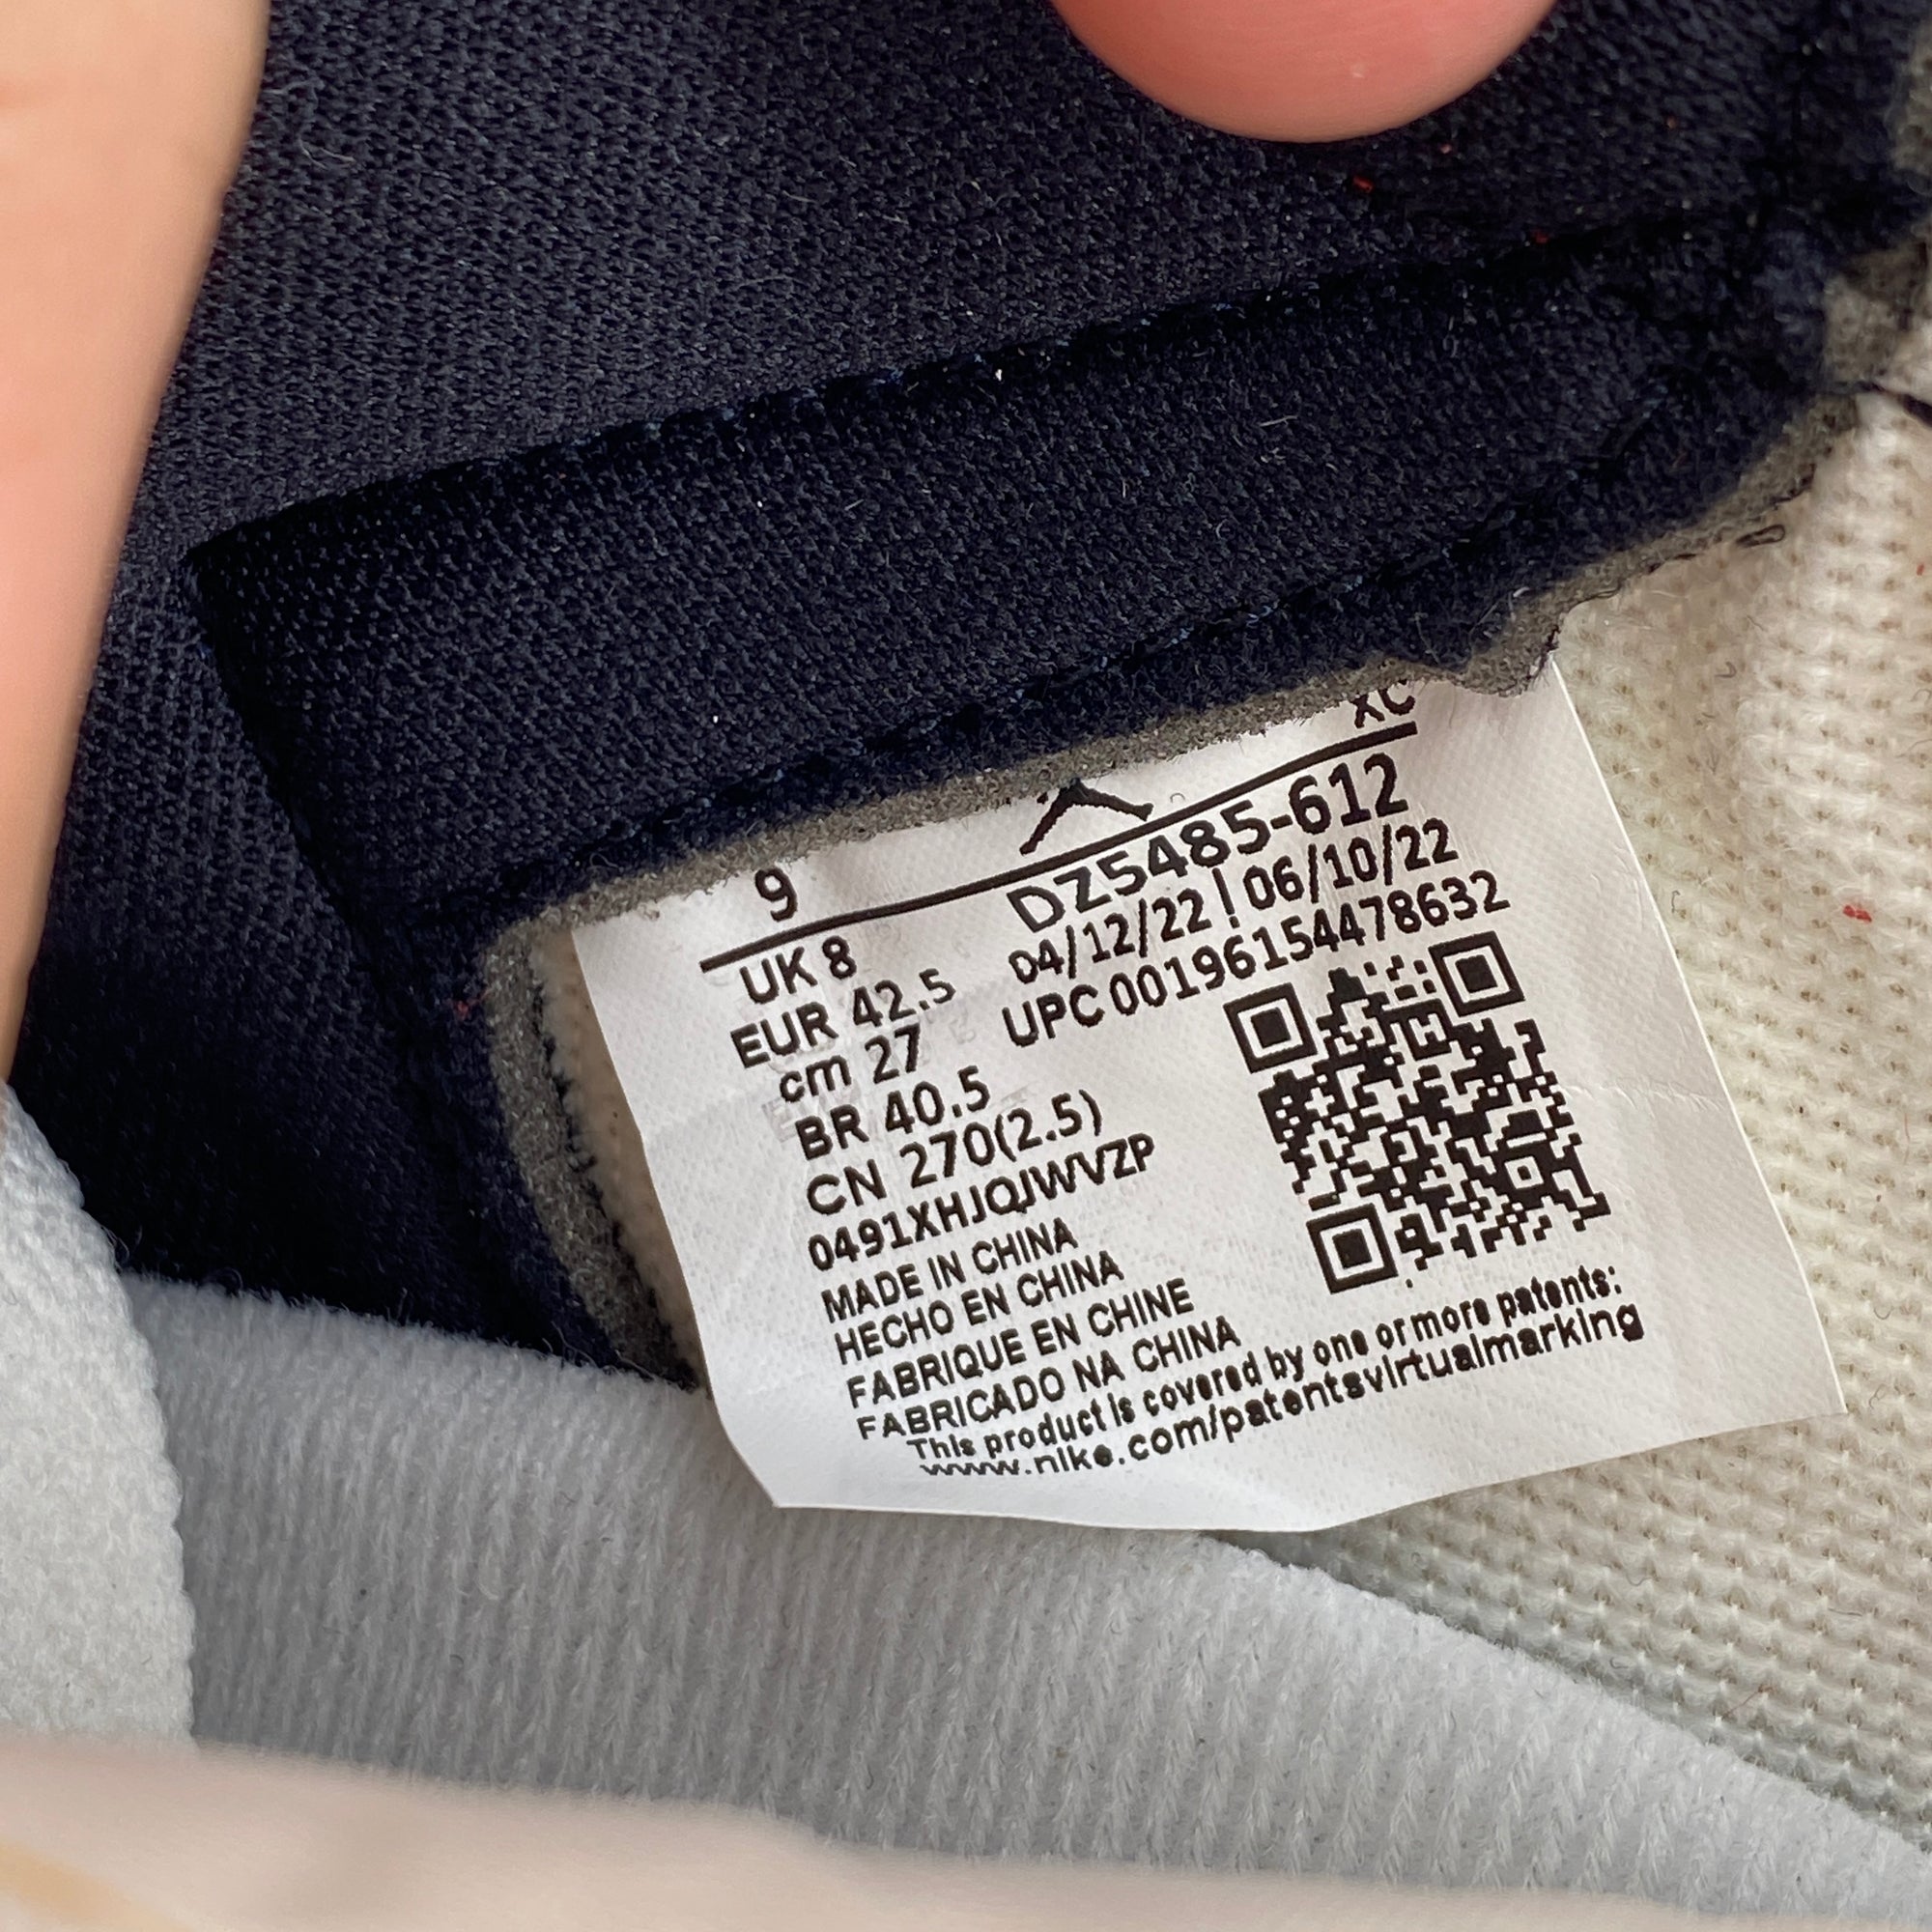 9
XC
UK 8
EUR 42.5
cm 27
BR 40.5
CN 270(2.5)
0491XHJQJWVZP
DZ5485-612
04/12/22 | 06/10/22
UPC 00196154478632
MADE IN CHINA
HECHO EN CHINA
FABRIQUE EN CHINE
FABRICADO NA CHINA
This product is covered by one or more patents:
www.nike.com/patentsvirtualmarking